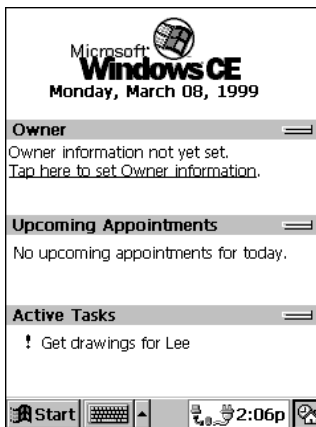 Microsoft
Windows CE
Monday, March 08, 1999
Owner
Owner information not yet set.
Tap here to set Owner information.
Upcoming Appointments
No upcoming appointments for today.
Active Tasks
! Get drawings for Lee
Start 2:06p